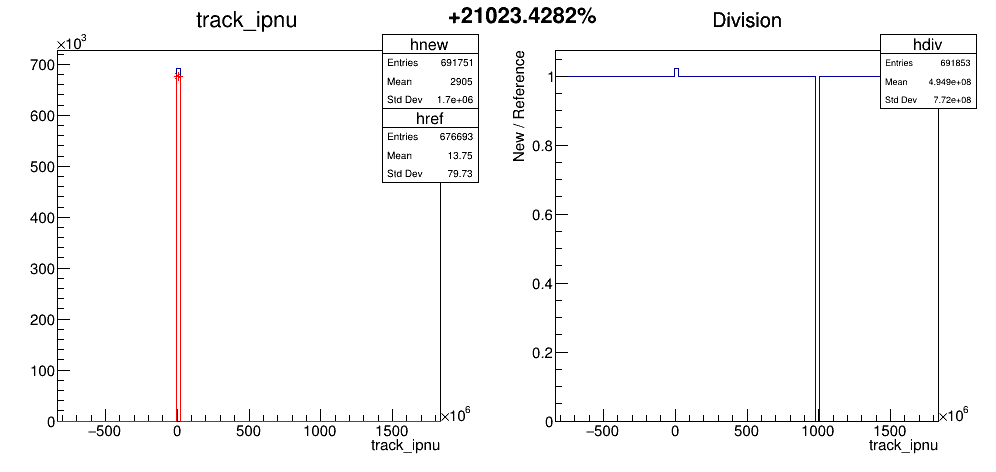 track_ipnu
+21023.4282%
Division
×10³
hnew
Entries 691751
Mean 2905
Std Dev 1.7e+06
href
Entries 676693
Mean 13.75
Std Dev 79.73
700
600
500
400
300
200
100
0
−500 0 500 1000 1500
×10⁶
track_ipnu
New / Reference
hdiv
Entries 691853
Mean 4.949e+08
Std Dev 7.72e+08
1
0.8
0.6
0.4
0.2
0
−500 0 500 1000 1500
×10⁶
track_ipnu